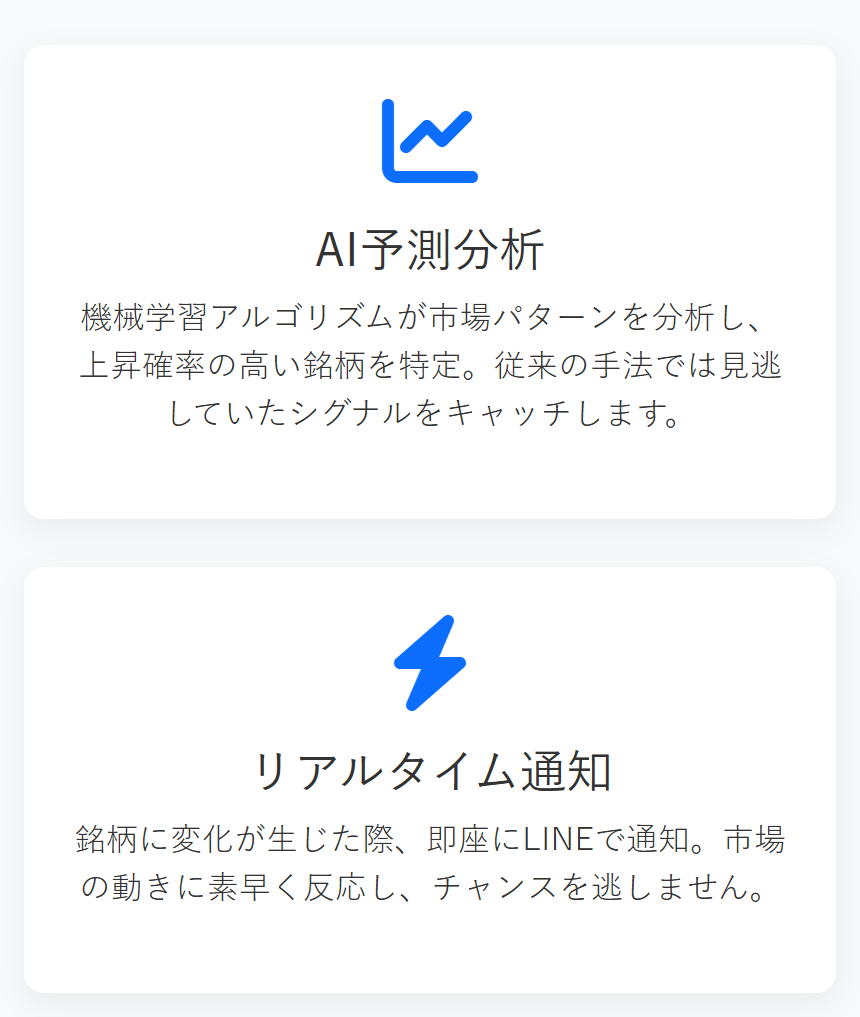 AI予測分析
機械学習アルゴリズムが市場パターンを分析し、
上昇確率の高い銘柄を特定。従来の手法では見逃
していたシグナルをキャッチします。
リアルタイム通知
銘柄に変化が生じた際、即座にLINEで通知。市場
の動きに素早く反応し、チャンスを逃しません。